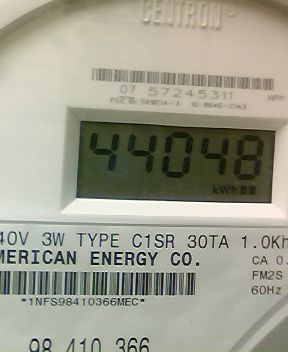 CENTRON®
07 57245311
44048
kWh
40V 3W TYPE C1SR 30TA 1.0Kh
MERICAN ENERGY CO.
CA 0.
FM2S
60Hz
*1NFS98410366MEC*
98 410 366